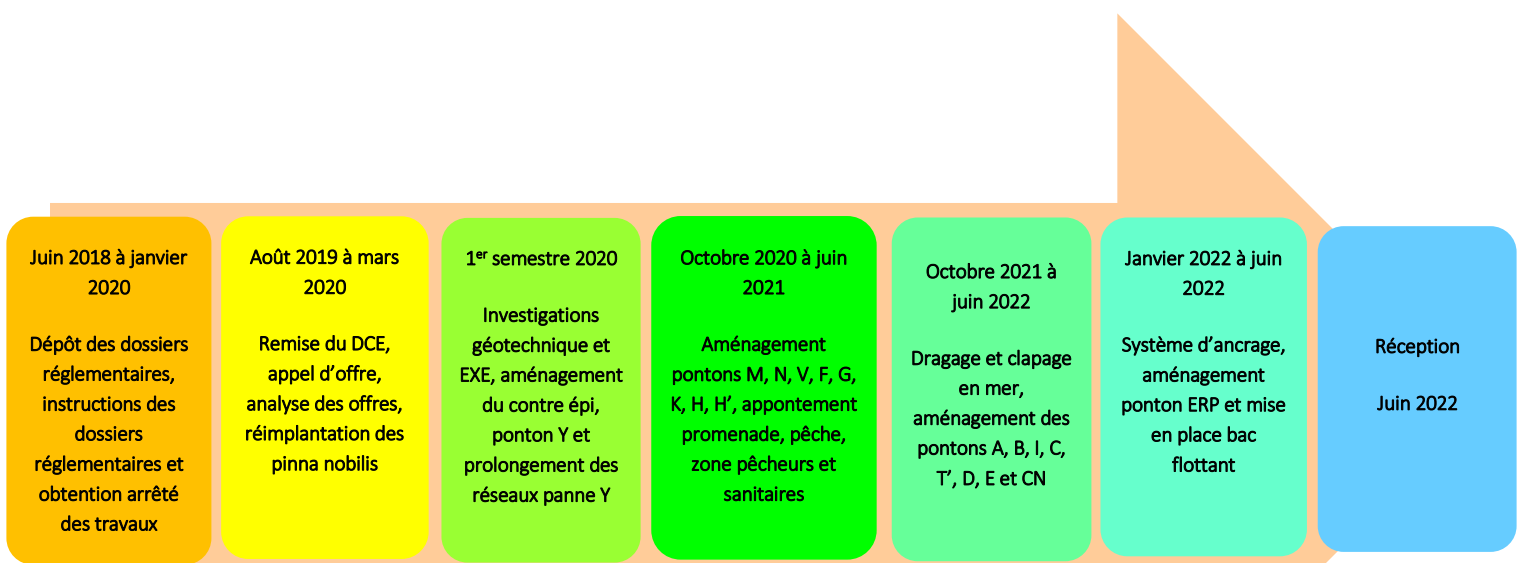 Juin 2018 à janvier
2020
Dépôt des dossiers
réglementaires,
instructions des
dossiers
réglementaires et
obtention arrêté
des travaux
Août 2019 à mars
2020
Remise du DCE,
appel d’offre,
analyse des offres,
réimplantation des
pinna nobilis
1er semestre 2020
Investigations
géotechnique et
EXE, aménagement
du contre épi,
ponton Y et
prolongement des
réseaux panne Y
Octobre 2020 à juin
2021
Aménagement
pontons M, N, V, F, G,
K, H, H’, appontement
promenade, pêche,
zone pêcheurs et
sanitaires
Octobre 2021 à
juin 2022
Dragage et clapage
en mer,
aménagement des
pontons A, B, I, C,
T’, D, E et CN
Janvier 2022 à juin
2022
Système d’ancrage,
aménagement
ponton ERP et mise
en place bac
flottant
Réception
Juin 2022